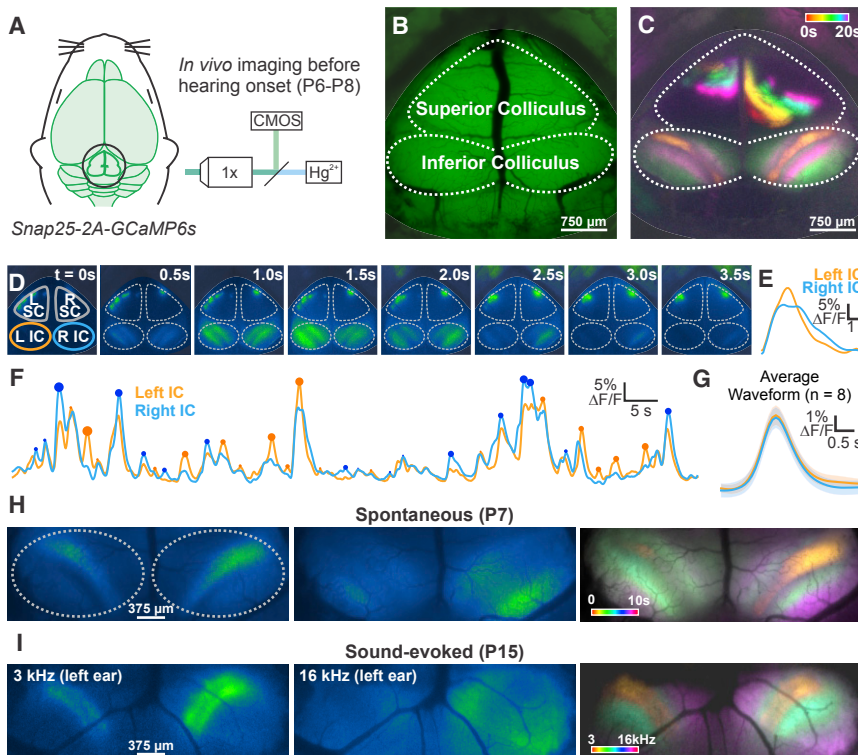 A
In vivo imaging before
hearing onset (P6-P8)
CMOS
1x
Hg2+
Snap25-2A-GCaMP6s
B
Superior Colliculus
Inferior Colliculus
750 µm
C
0s 20s
750 µm
D
t = 0s
0.5s
1.0s
1.5s
2.0s
2.5s
3.0s
3.5s
L SC
R SC
L IC
R IC
E
Left IC
Right IC
5%
ΔF/F
1
F
Left IC
Right IC
5%
ΔF/F
5 s
G
Average
Waveform (n = 8)
1%
ΔF/F
0.5 s
H
Spontaneous (P7)
375 µm
0 10s
I
Sound-evoked (P15)
3 kHz (left ear)
375 µm
16 kHz (left ear)
3 16kHz